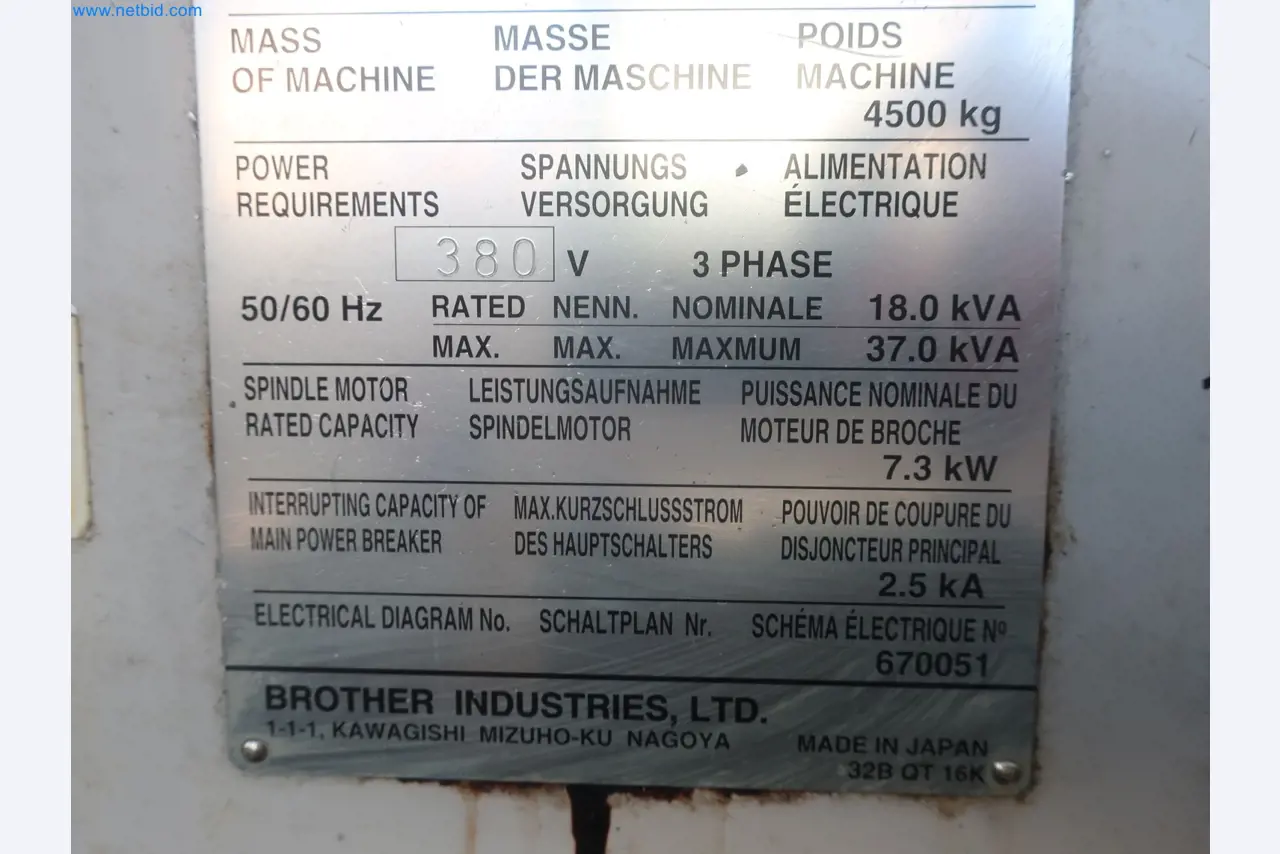 www.netbid.com
MASS MASSE POIDS
OF MACHINE DER MASCHINE MACHINE
4500 kg
POWER SPANNUNGS ALIMENTATION
REQUIREMENTS VERSORGUNG ÉLECTRIQUE
380 V 3 PHASE
50/60 Hz RATED NENN. NOMINALE 18.0 kVA
MAX. MAX. MAXMUM 37.0 kVA
SPINDLE MOTOR LEISTUNGSAUFNAHME PUISSANCE NOMINALE DU
RATED CAPACITY SPINDELMOTOR MOTEUR DE BROCHE
7.3 kW
INTERRUPTING CAPACITY OF MAX.KURZSCHLUSSSTROM POUVOIR DE COUPURE DU
MAIN POWER BREAKER DES HAUPTSCHALTERS DISJONCTEUR PRINCIPAL
2.5 kA
ELECTRICAL DIAGRAM No. SCHALTPLAN Nr. SCHÉMA ÉLECTRIQUE Nº
670051
BROTHER INDUSTRIES, LTD.
1-1-1, KAWAGISHI MIZUHO-KU NAGOYA
MADE IN JAPAN
32B QT 16K